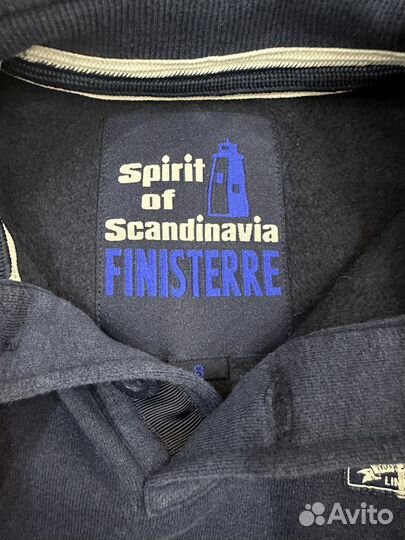 Spirit
of
Scandinavia
FINISTERRE
Avito